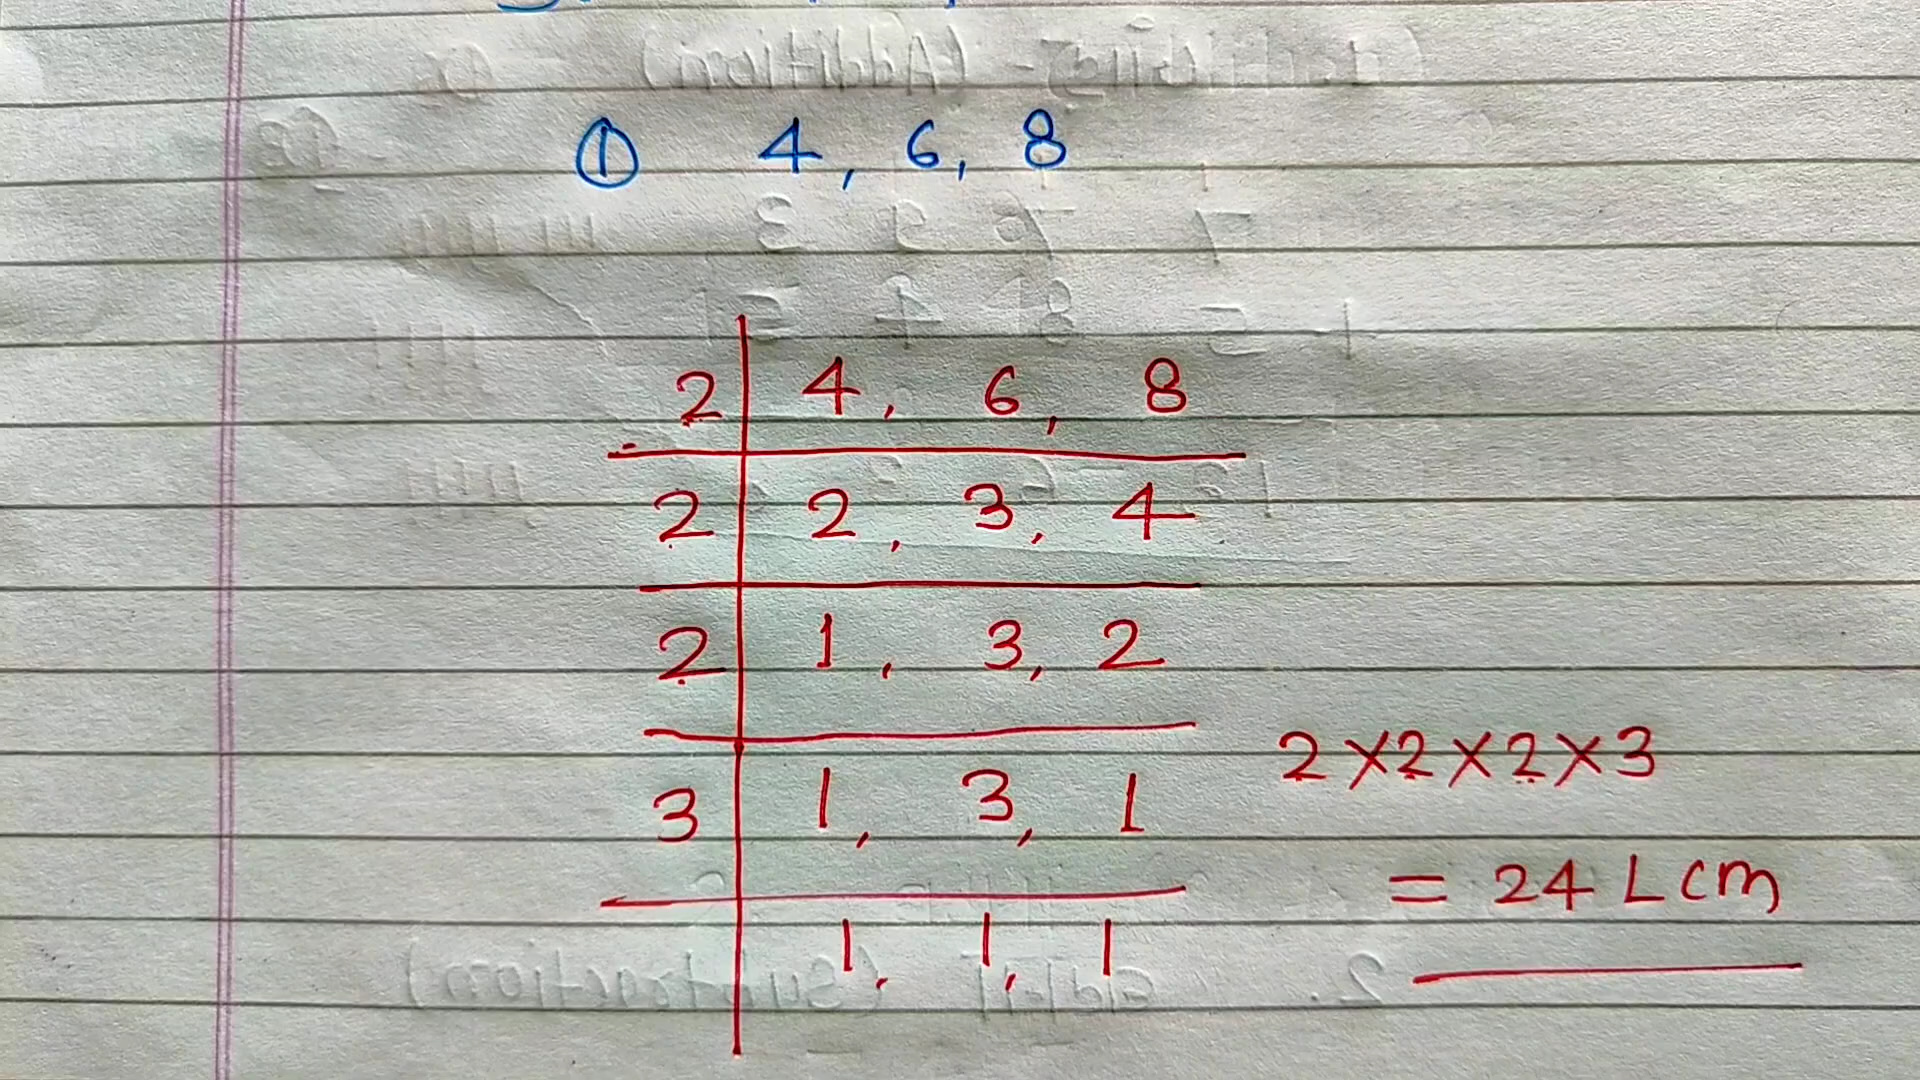 ① 4, 6, 8
2 | 4, 6, 8
2 | 2, 3, 4
2 | 1, 3, 2
3 | 1, 3, 1
1, 1, 1
2×2×2×3
= 24 Lcm